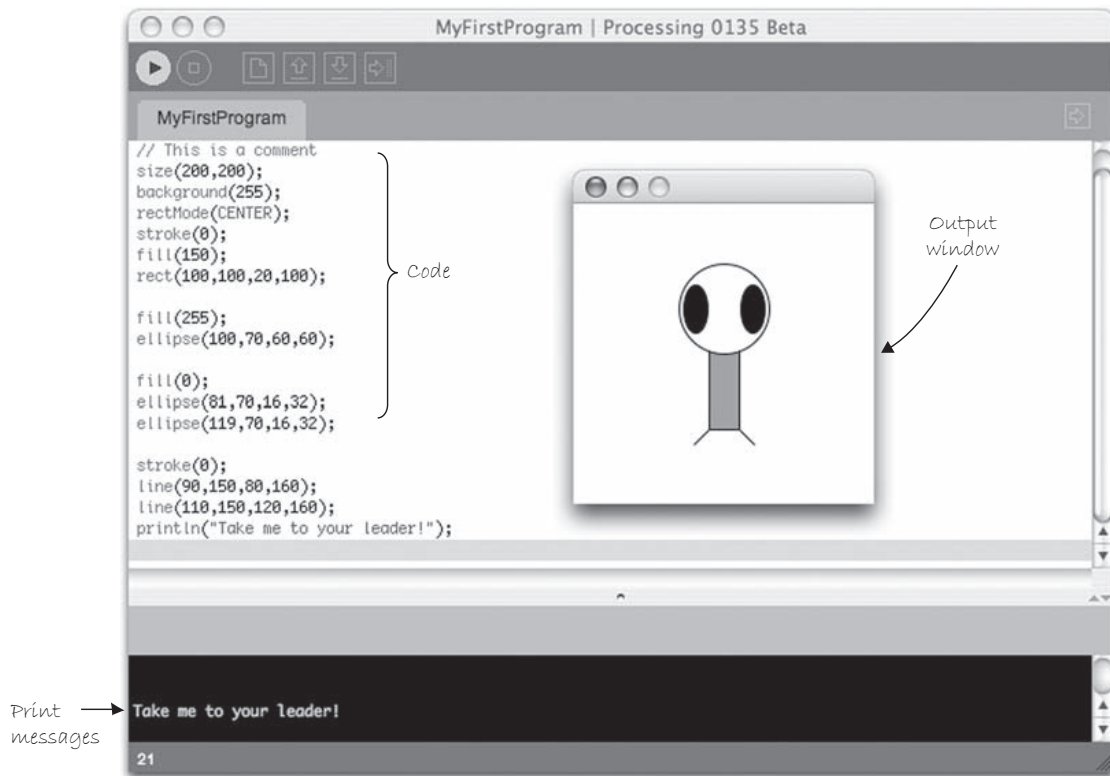 MyFirstProgram | Processing 0135 Beta
MyFirstProgram
// This is a comment
size(200,200);
background(255);
rectMode(CENTER);
stroke(0);
fill(150);
rect(100,100,20,100);
fill(255);
ellipse(100,70,60,60);
fill(0);
ellipse(81,70,16,32);
ellipse(119,70,16,32);
stroke(0);
line(90,150,80,160);
line(110,150,120,160);
println("Take me to your leader!");
Code
Output
window
Print
messages
Take me to your leader!
21